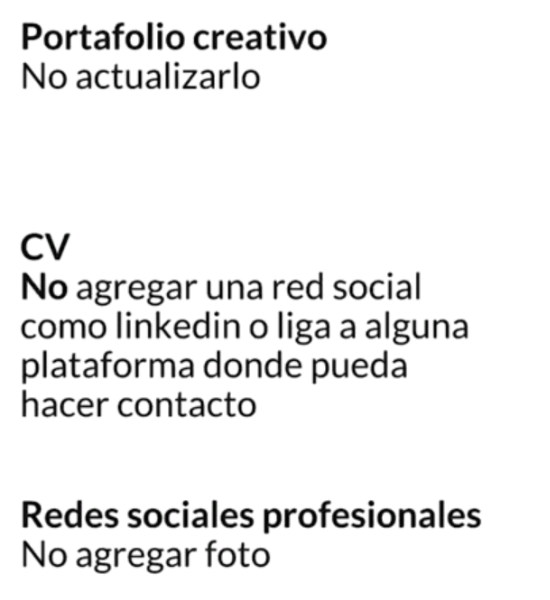 Portafolio creativo
No actualizarlo
CV
No agregar una red social
como linkedin o liga a alguna
plataforma donde pueda
hacer contacto
Redes sociales profesionales
No agregar foto